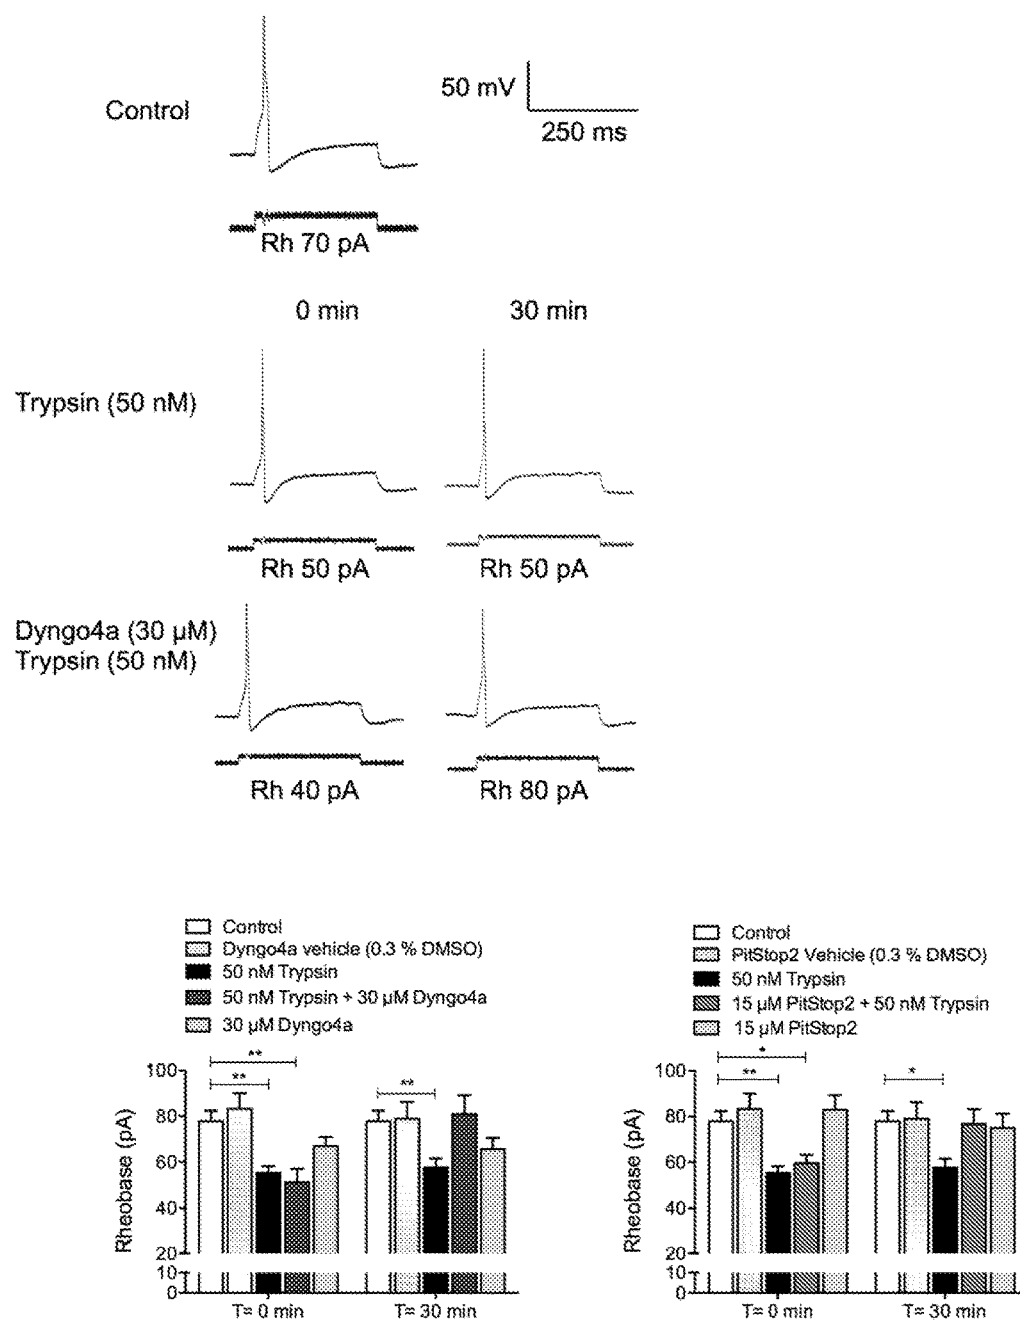 Control
50 mV
250 ms
Rh 70 pA
0 min
30 min
Trypsin (50 nM)
Rh 50 pA
Rh 50 pA
Dyngo4a (30 µM)
Trypsin (50 nM)
Rh 40 pA
Rh 80 pA
Control
Dyngo4a vehicle (0.3 % DMSO)
50 nM Trypsin
50 nM Trypsin + 30 µM Dyngo4a
30 µM Dyngo4a
**
**
**
Rheobase (pA)
100
80
60
40
20
10
0
T= 0 min
T= 30 min
Control
PitStop2 Vehicle (0.3 % DMSO)
50 nM Trypsin
15 µM PitStop2 + 50 nM Trypsin
15 µM PitStop2
*
**
*
Rheobase (pA)
100
80
60
40
20
10
0
T= 0 min
T= 30 min